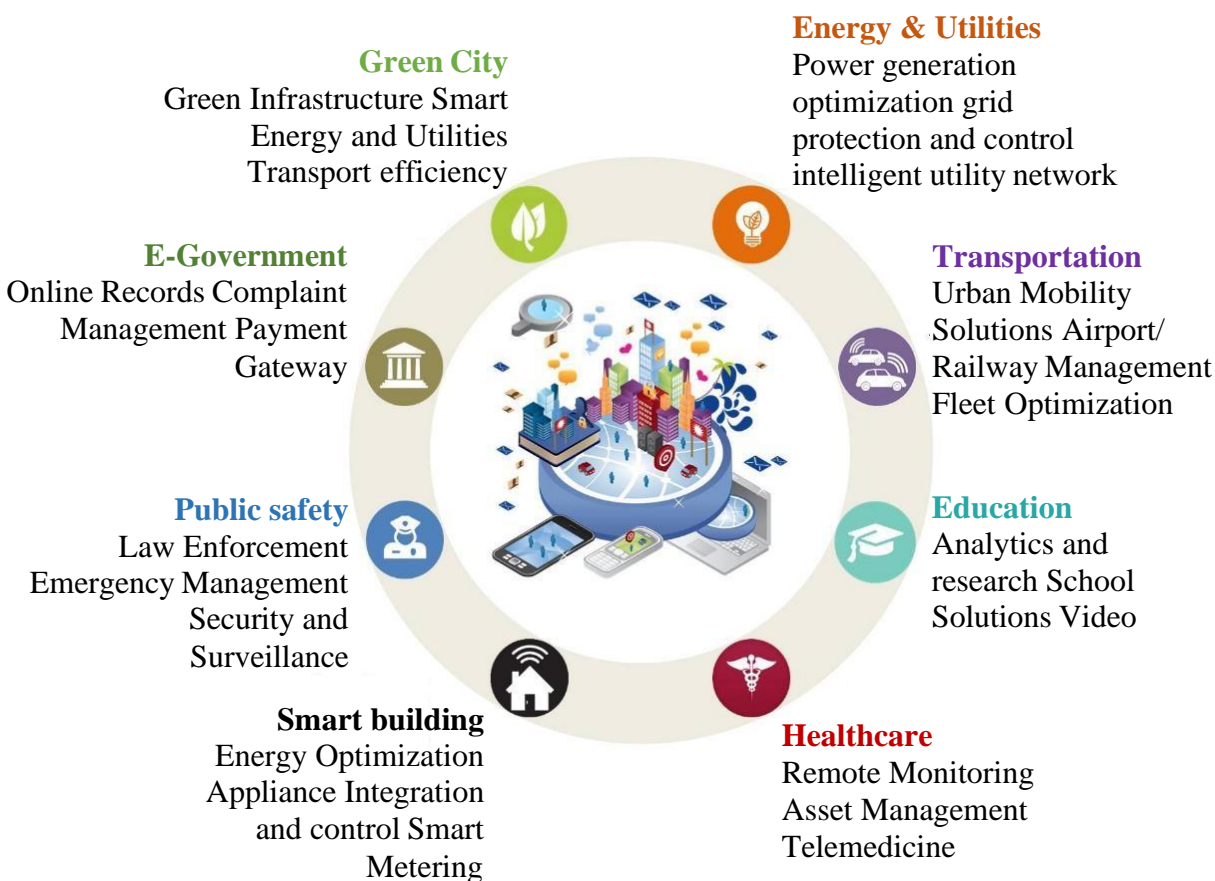 Energy & Utilities
Power generation
optimization grid
protection and control
intelligent utility network
Transportation
Urban Mobility
Solutions Airport/
Railway Management
Fleet Optimization
Education
Analytics and
research School
Solutions Video
Healthcare
Remote Monitoring
Asset Management
Telemedicine
Smart building
Energy Optimization
Appliance Integration
and control Smart
Metering
Public safety
Law Enforcement
Emergency Management
Security and
Surveillance
E-Government
Online Records Complaint
Management Payment
Gateway
Green City
Green Infrastructure Smart
Energy and Utilities
Transport efficiency